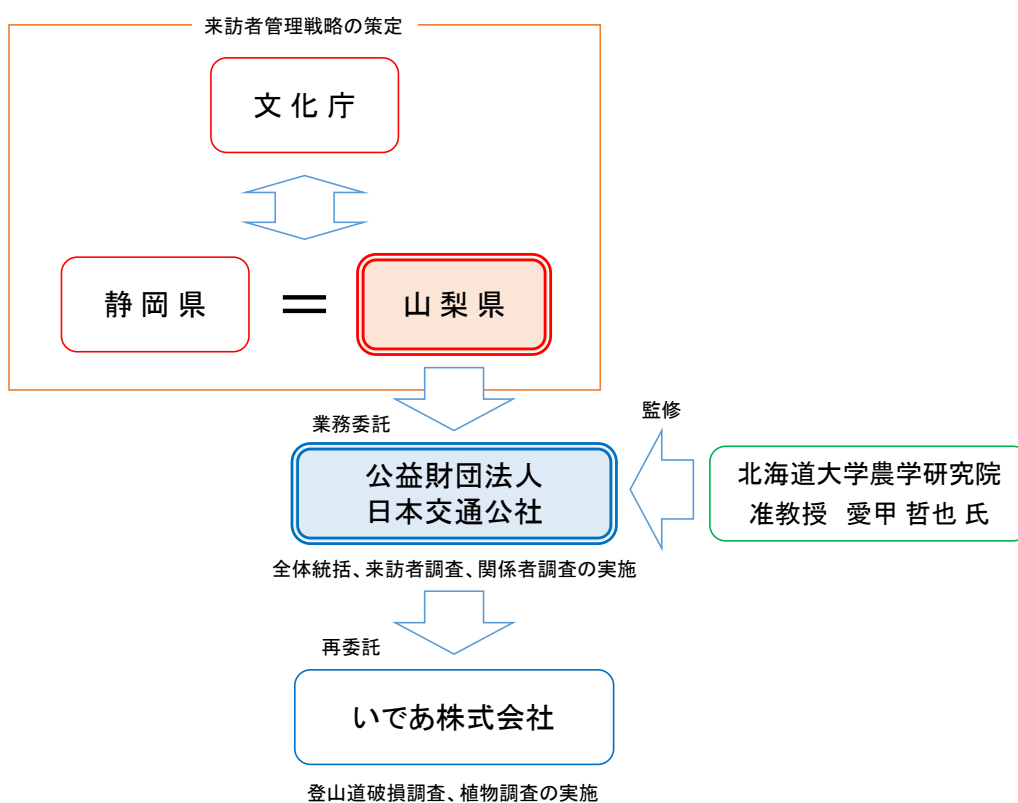 来訪者管理戦略の策定
文化庁
静岡県 = 山梨県
業務委託
監修
公益財団法人
日本交通公社
北海道大学農学研究院
准教授 愛甲 哲也 氏
全体統括、来訪者調査、関係者調査の実施
再委託
いであ株式会社
登山道破損調査、植物調査の実施